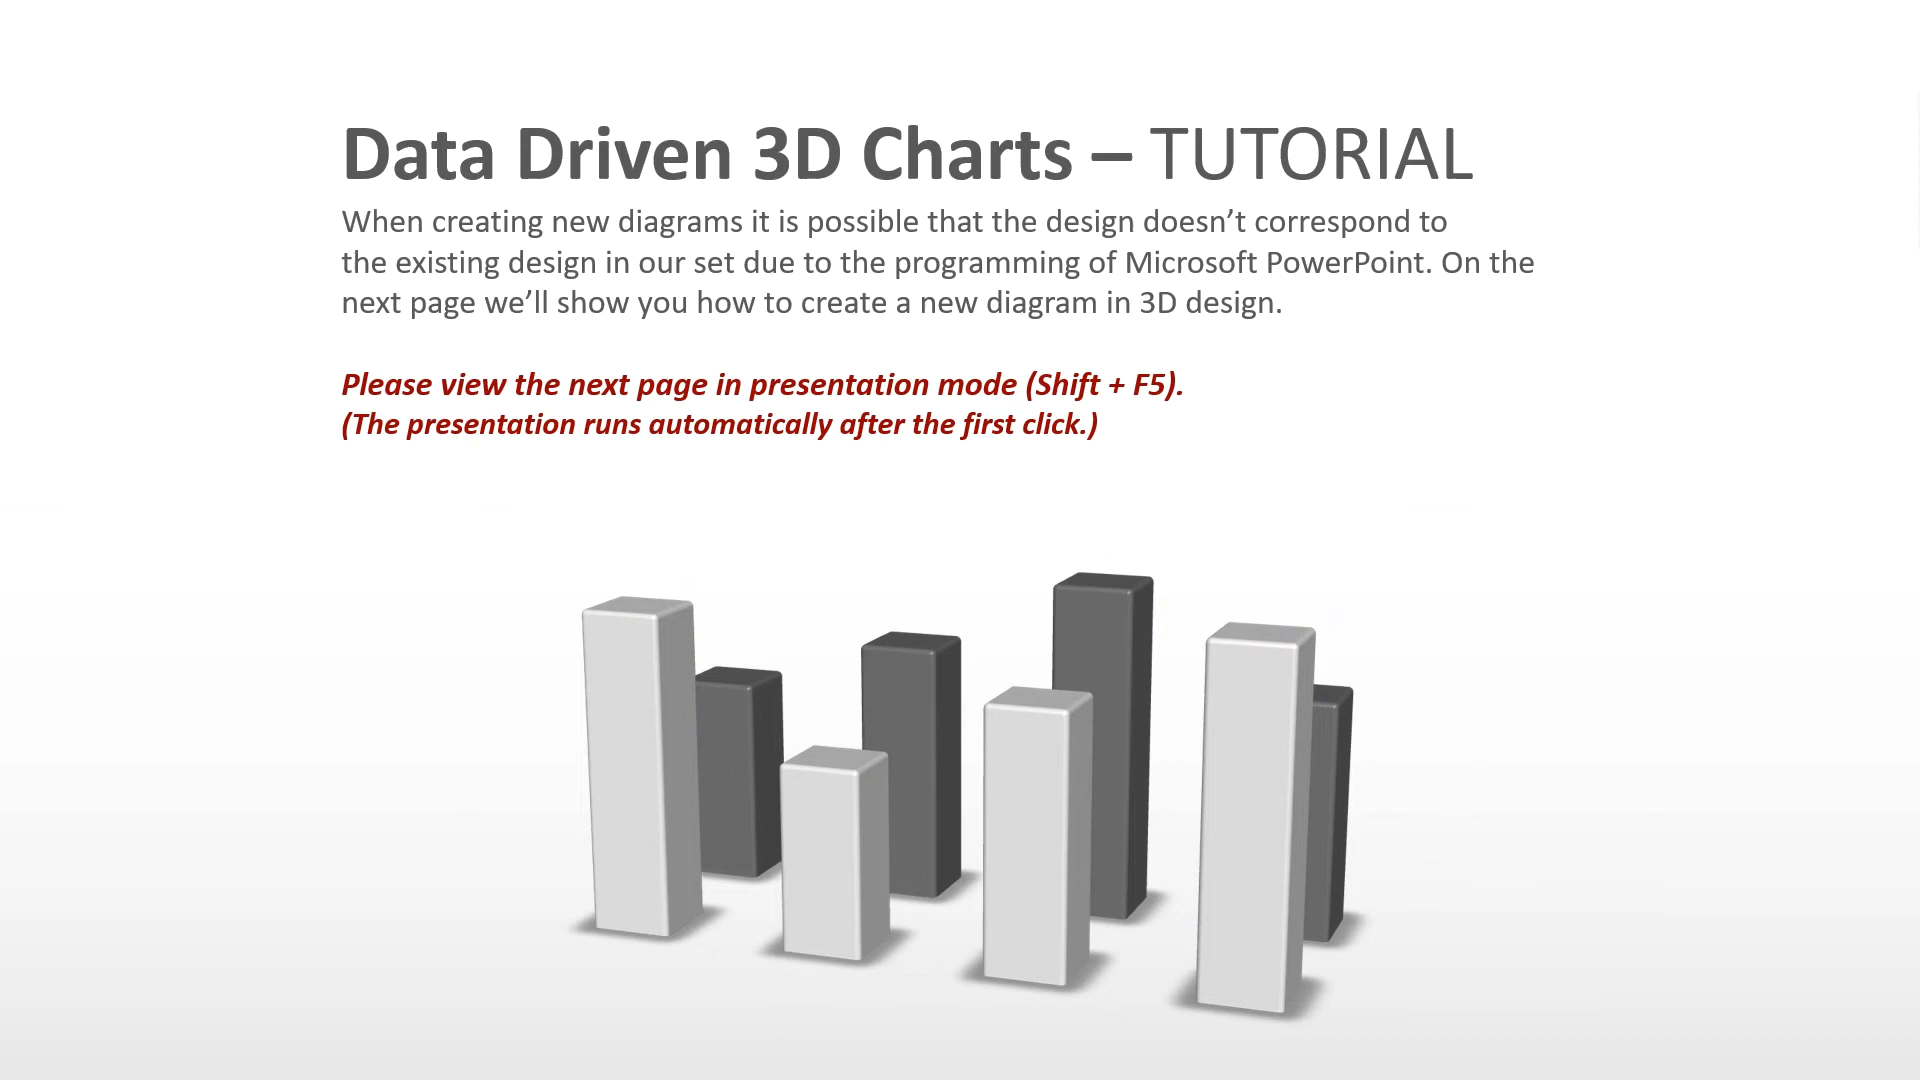 Data Driven 3D Charts – TUTORIAL
When creating new diagrams it is possible that the design doesn’t correspond to
the existing design in our set due to the programming of Microsoft PowerPoint. On the
next page we’ll show you how to create a new diagram in 3D design.
Please view the next page in presentation mode (Shift + F5).
(The presentation runs automatically after the first click.)